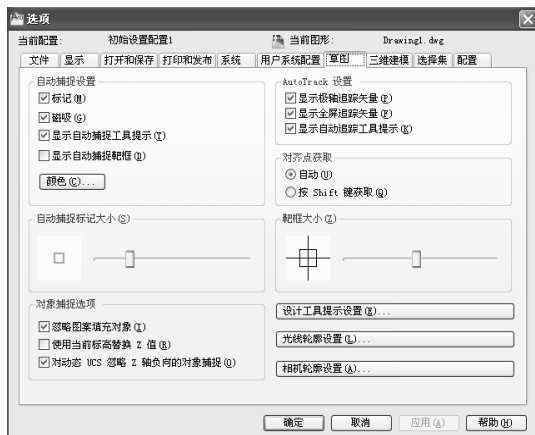 选项
当前配置: 初始设置配置1 当前图形: Drawing1.dwg
文件 显示 打开和保存 打印和发布 系统 用户系统配置 草图 三维建模 选择集 配置
自动捕捉设置
标记(M)
磁吸(G)
显示自动捕捉工具提示(T)
显示自动捕捉靶框(D)
颜色(C)...
AutoTrack 设置
显示极轴追踪矢量(P)
显示全屏追踪矢量(F)
显示自动追踪工具提示(K)
对齐点获取
自动(U)
按 Shift 键获取(Q)
自动捕捉标记大小(S)
靶框大小(Z)
对象捕捉选项
忽略图案填充对象(I)
使用当前标高替换 Z 值(R)
对动态 UCS 忽略 Z 轴负向的对象捕捉(O)
设计工具提示设置(E)...
光线轮廓设置(L)...
相机轮廓设置(A)...
确定 取消 应用(A) 帮助(H)